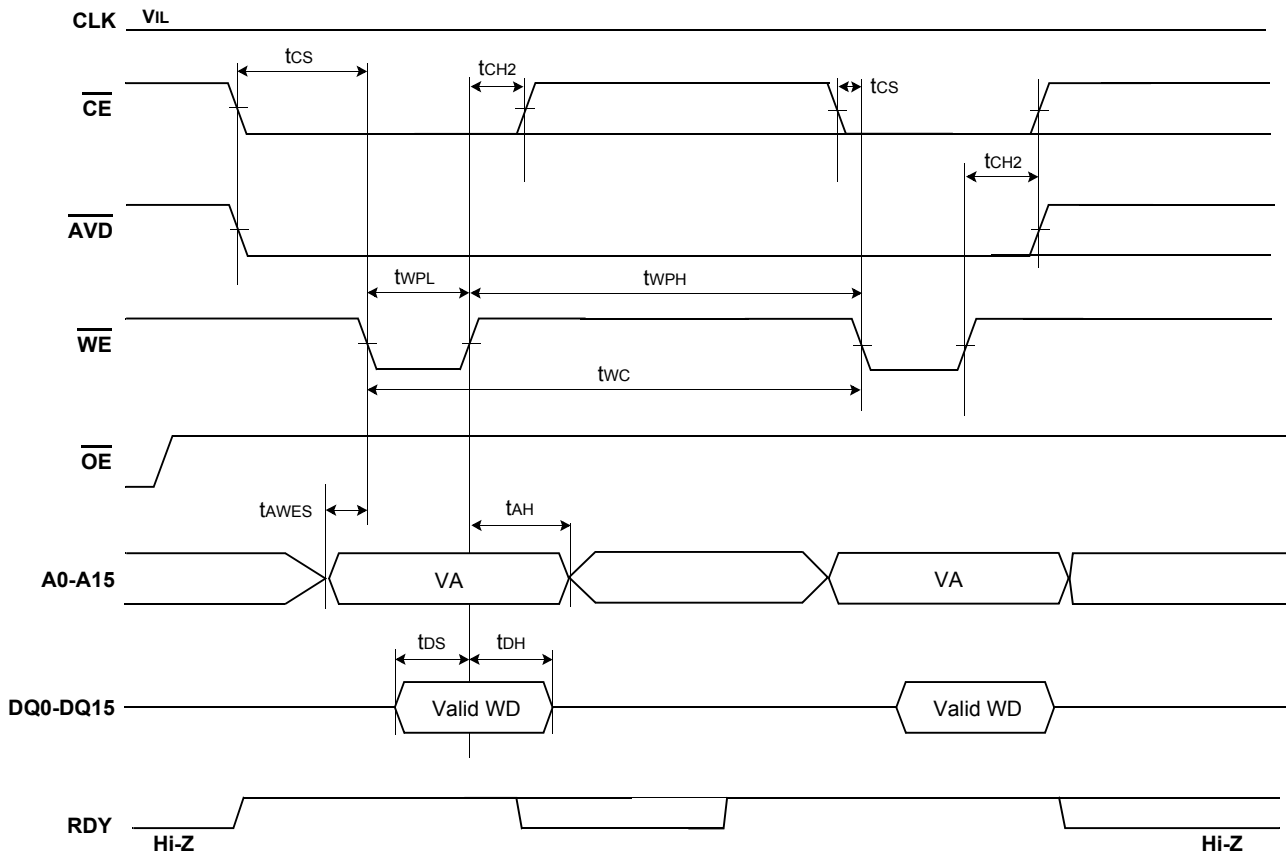 CLK VIL
tCS tCH2 tCS
CE
tCH2
AVD
tWPL tWPH
WE
tWC
OE
tAWES tAH
A0-A15 VA VA
tDS tDH
DQ0-DQ15 Valid WD Valid WD
RDY
Hi-Z Hi-Z